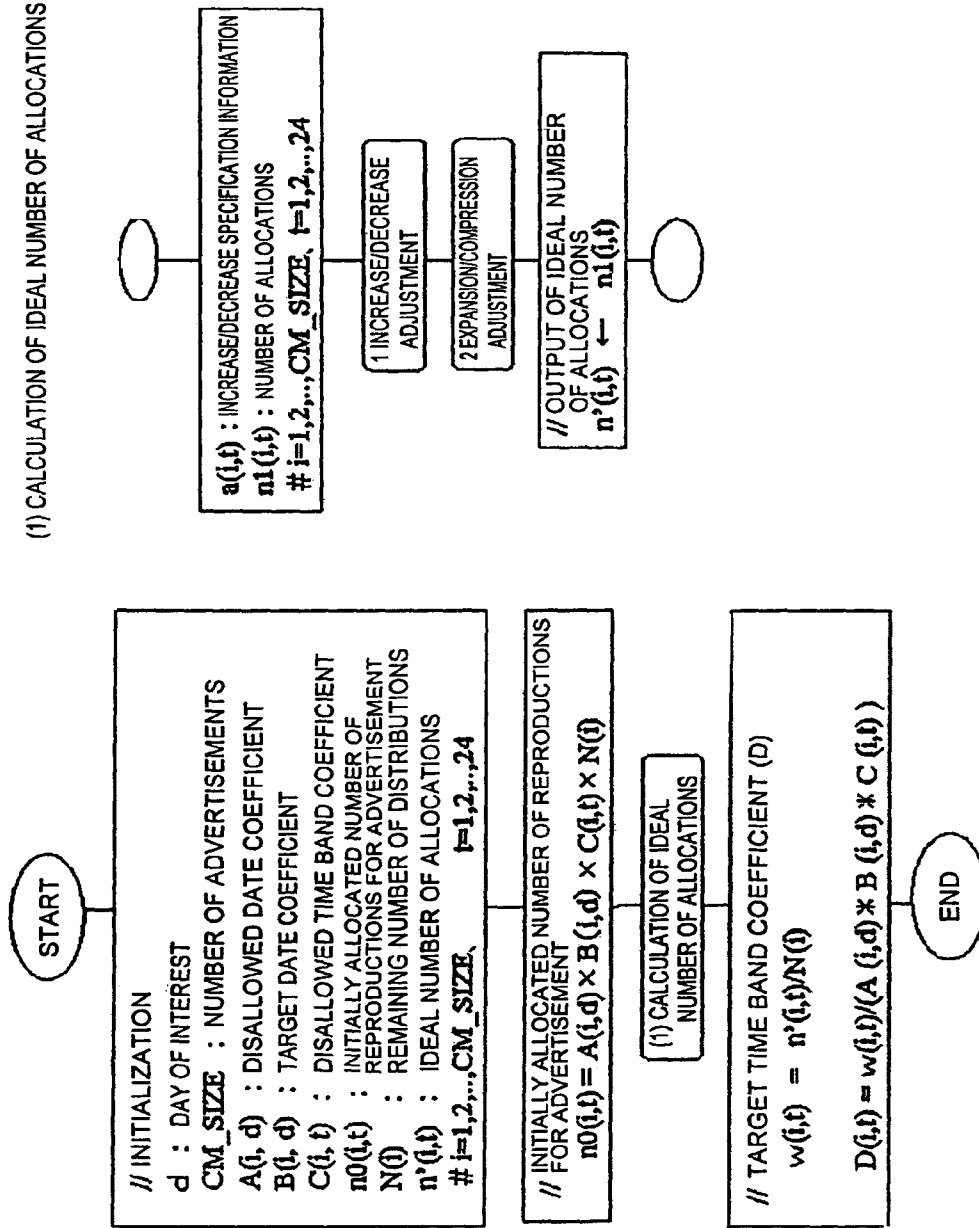 START
// INITIALIZATION
d : DAY OF INTEREST
CM_SIZE : NUMBER OF ADVERTISEMENTS
A(i, d) : DISALLOWED DATE COEFFICIENT
B(i, d) : TARGET DATE COEFFICIENT
C(i, t) : DISALLOWED TIME BAND COEFFICIENT
n0(i,t) : INITIALLY ALLOCATED NUMBER OF
REPRODUCTIONS FOR ADVERTISEMENT
N(i) : REMAINING NUMBER OF DISTRIBUTIONS
n'(i,t) : IDEAL NUMBER OF ALLOCATIONS
# i=1,2,..,CM_SIZE、 t=1,2,..,24
// INITIALLY ALLOCATED NUMBER OF REPRODUCTIONS
FOR ADVERTISEMENT
n0(i,t) = A(i,d) × B(i,d) × C(i,t) × N(i)
(1) CALCULATION OF IDEAL
NUMBER OF ALLOCATIONS
// TARGET TIME BAND COEFFICIENT (D)
w(i,t) = n'(i,t)/N(i)
D(i,t) = w(i,t)/(A (i,d) * B (i,d) * C (i,t) )
END
(1) CALCULATION OF IDEAL NUMBER OF ALLOCATIONS
a(i,t) : INCREASE/DECREASE SPECIFICATION INFORMATION
n1(i,t) : NUMBER OF ALLOCATIONS
# i=1,2,..,CM_SIZE、 t=1,2,..,24
1 INCREASE/DECREASE
ADJUSTMENT
2 EXPANSION/COMPRESSION
ADJUSTMENT
// OUTPUT OF IDEAL NUMBER
OF ALLOCATIONS
n'(i,t) ← n1(i,t)